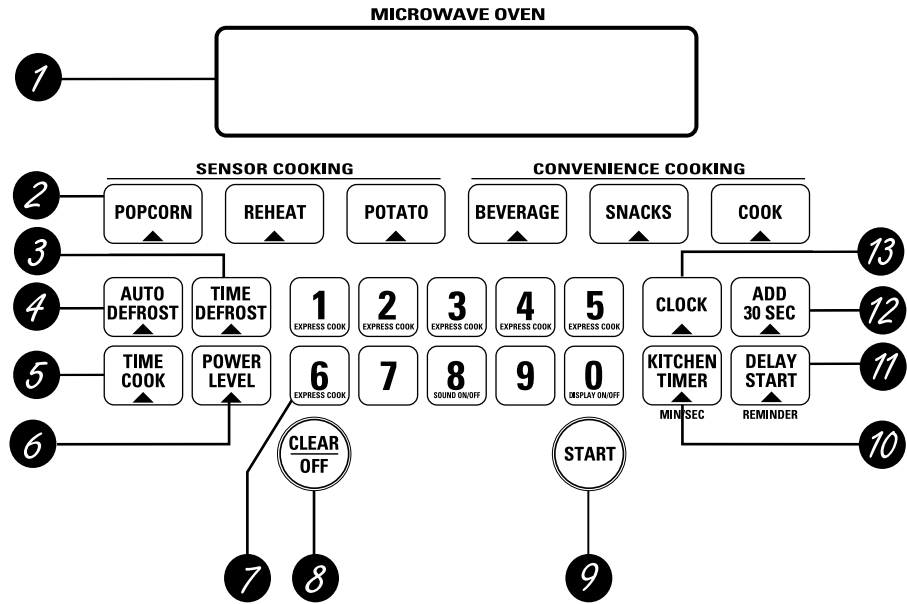 MICROWAVE OVEN
1
SENSOR COOKING CONVENIENCE COOKING
2
POPCORN REHEAT POTATO BEVERAGE SNACKS COOK
3 13
4
AUTO DEFROST
TIME DEFROST
1 EXPRESS COOK
2 EXPRESS COOK
3 EXPRESS COOK
4 EXPRESS COOK
5 EXPRESS COOK
CLOCK
ADD 30 SEC
12
5
TIME COOK
POWER LEVEL
6 EXPRESS COOK
7
8 SOUND ON/OFF
9
0 DISPLAY ON/OFF
KITCHEN TIMER
MIN/SEC
DELAY START
REMINDER
11
6
CLEAR
OFF
START
10
7 8 9